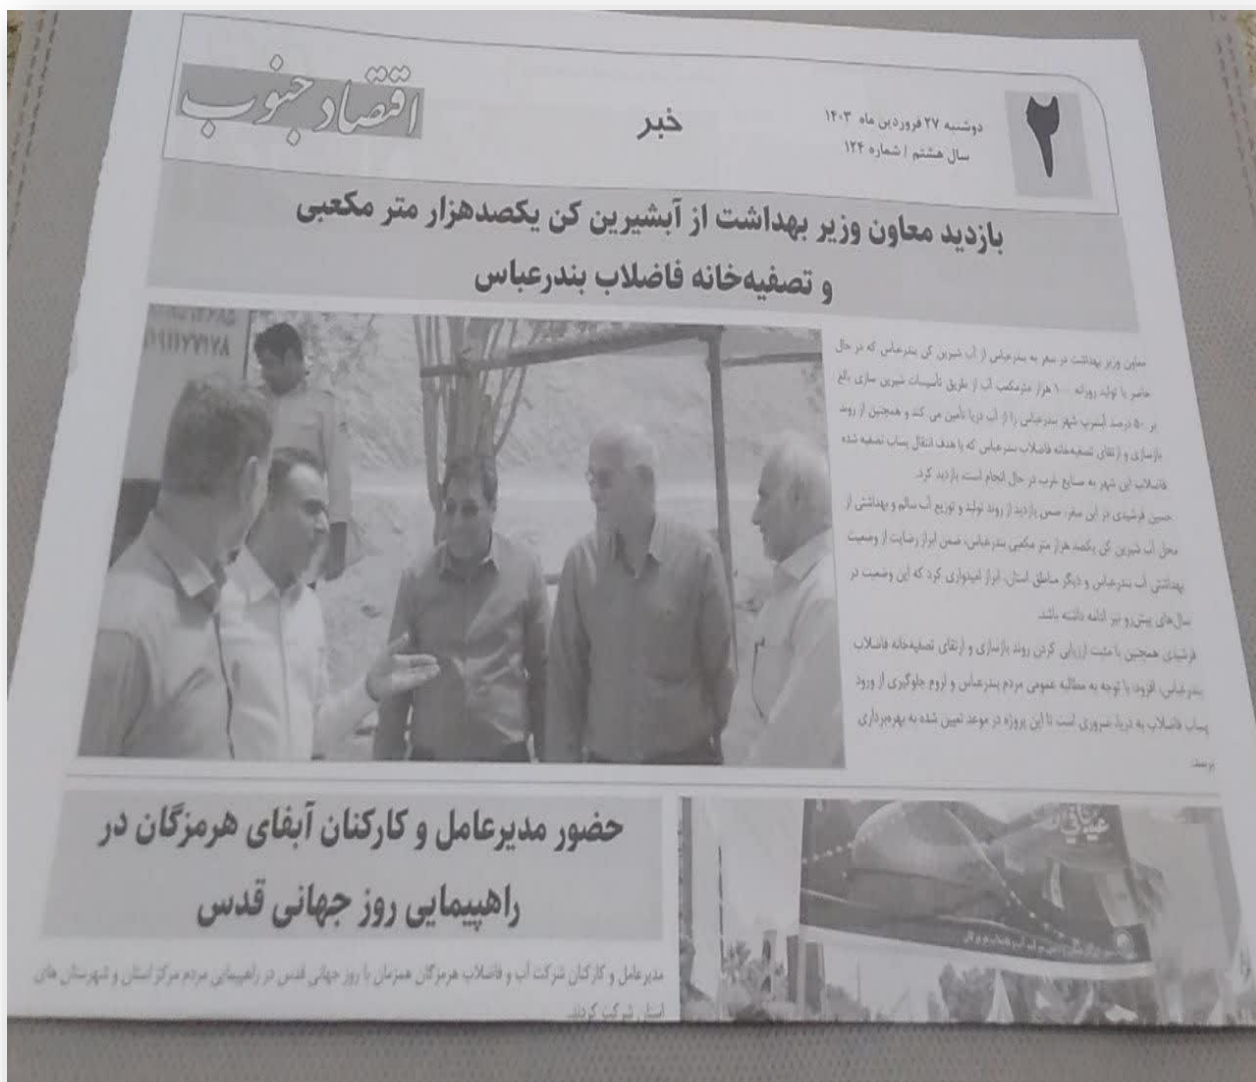 ۲
دوشنبه ۲۷ فروردین ماه ۱۴۰۳
سال هشتم / شماره ۱۲۴
خبر
اقتصاد جنوب
بازدید معاون وزیر بهداشت از آبشیرین کن یکصدهزار متر مکعبی
و تصفیه‌خانه فاضلاب بندرعباس
معاون وزیر بهداشت در سفر به بندرعباس از آب شیرین کن بندرعباس که در حال
حاضر با تولید روزانه ۱۰۰ هزار مترمکعب آب از طریق تأسیسات شیرین سازی بالغ
بر ۵۰ درصد آبشرب شهر بندرعباس را از آب دریا تأمین می کند و همچنین از روند
بازسازی و ارتقای تصفیه‌خانه فاضلاب بندرعباس که با هدف انتقال پساب تصفیه شده
فاضلاب این شهر به صنایع غرب در حال انجام است، بازدید کرد.
حسین فرشیدی در این سفر، ضمن بازدید از روند تولید و توزیع آب سالم و بهداشتی از
محل آب شیرین کن یکصد هزار متر مکعبی بندرعباس، ضمن ابراز رضایت از وضعیت
بهداشتی آب بندرعباس و دیگر مناطق استان، ابراز امیدواری کرد که این وضعیت در
سال‌های پیش‌رو نیز ادامه داشته باشد.
فرشیدی همچنین با مثبت ارزیابی کردن روند بازسازی و ارتقای تصفیه‌خانه فاضلاب
بندرعباس، افزود: با توجه به مطالبه عمومی مردم بندرعباس و لزوم جلوگیری از ورود
پساب فاضلاب به دریا، ضروری است تا این پروژه در موعد تعیین شده به بهره‌برداری
برسد.
حضور مدیرعامل و کارکنان آبفای هرمزگان در
راهپیمایی روز جهانی قدس
مدیرعامل و کارکنان شرکت آب و فاضلاب هرمزگان همزمان با روز جهانی قدس در راهپیمایی مردم مرکز استان و شهرستان های
استان شرکت کردند.